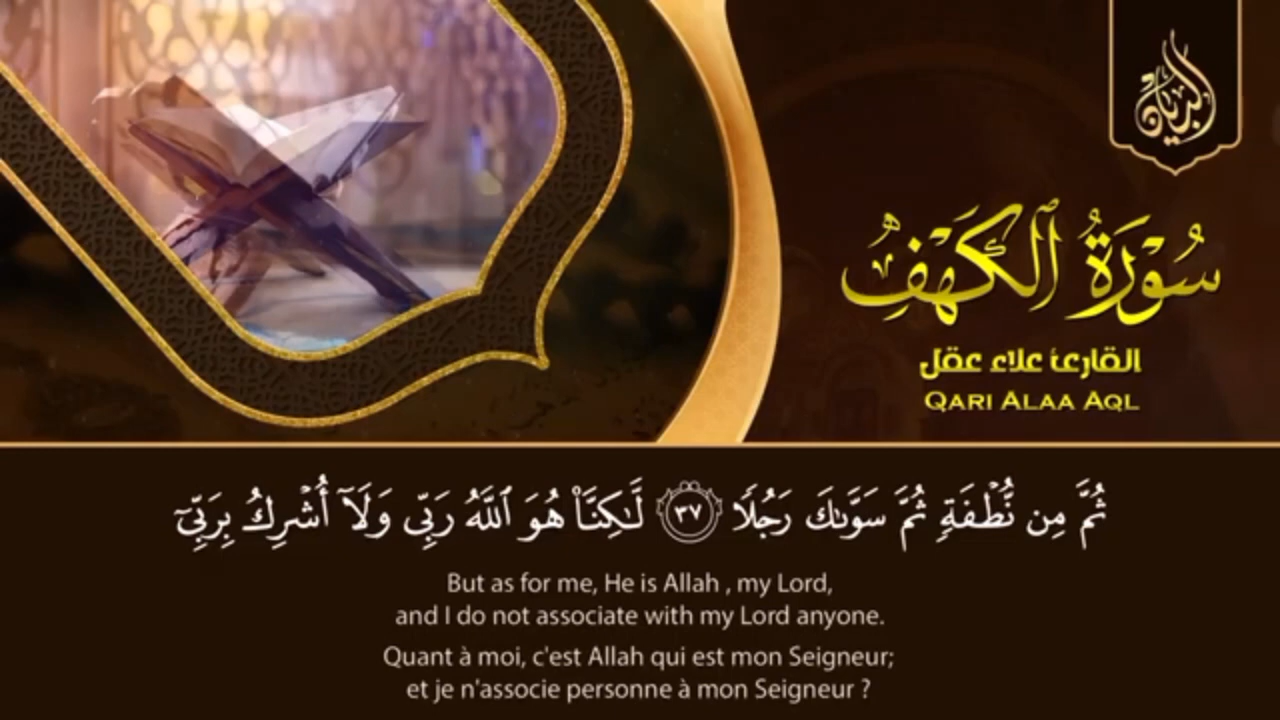 البريان
سُوْرَةُ الْكَهْفِ
القارئ علاء عقل
QARI ALAA AQL
ثُمَّ مِن نُّطْفَةٍ ثُمَّ سَوَّىٰكَ رَجُلًا ٣٧ لَّٰكِنَّا۠ هُوَ ٱللَّهُ رَبِّى وَلَآ أُشْرِكُ بِرَبِّىٓ
But as for me, He is Allah , my Lord,
and I do not associate with my Lord anyone.
Quant à moi, c'est Allah qui est mon Seigneur;
et je n'associe personne à mon Seigneur ?